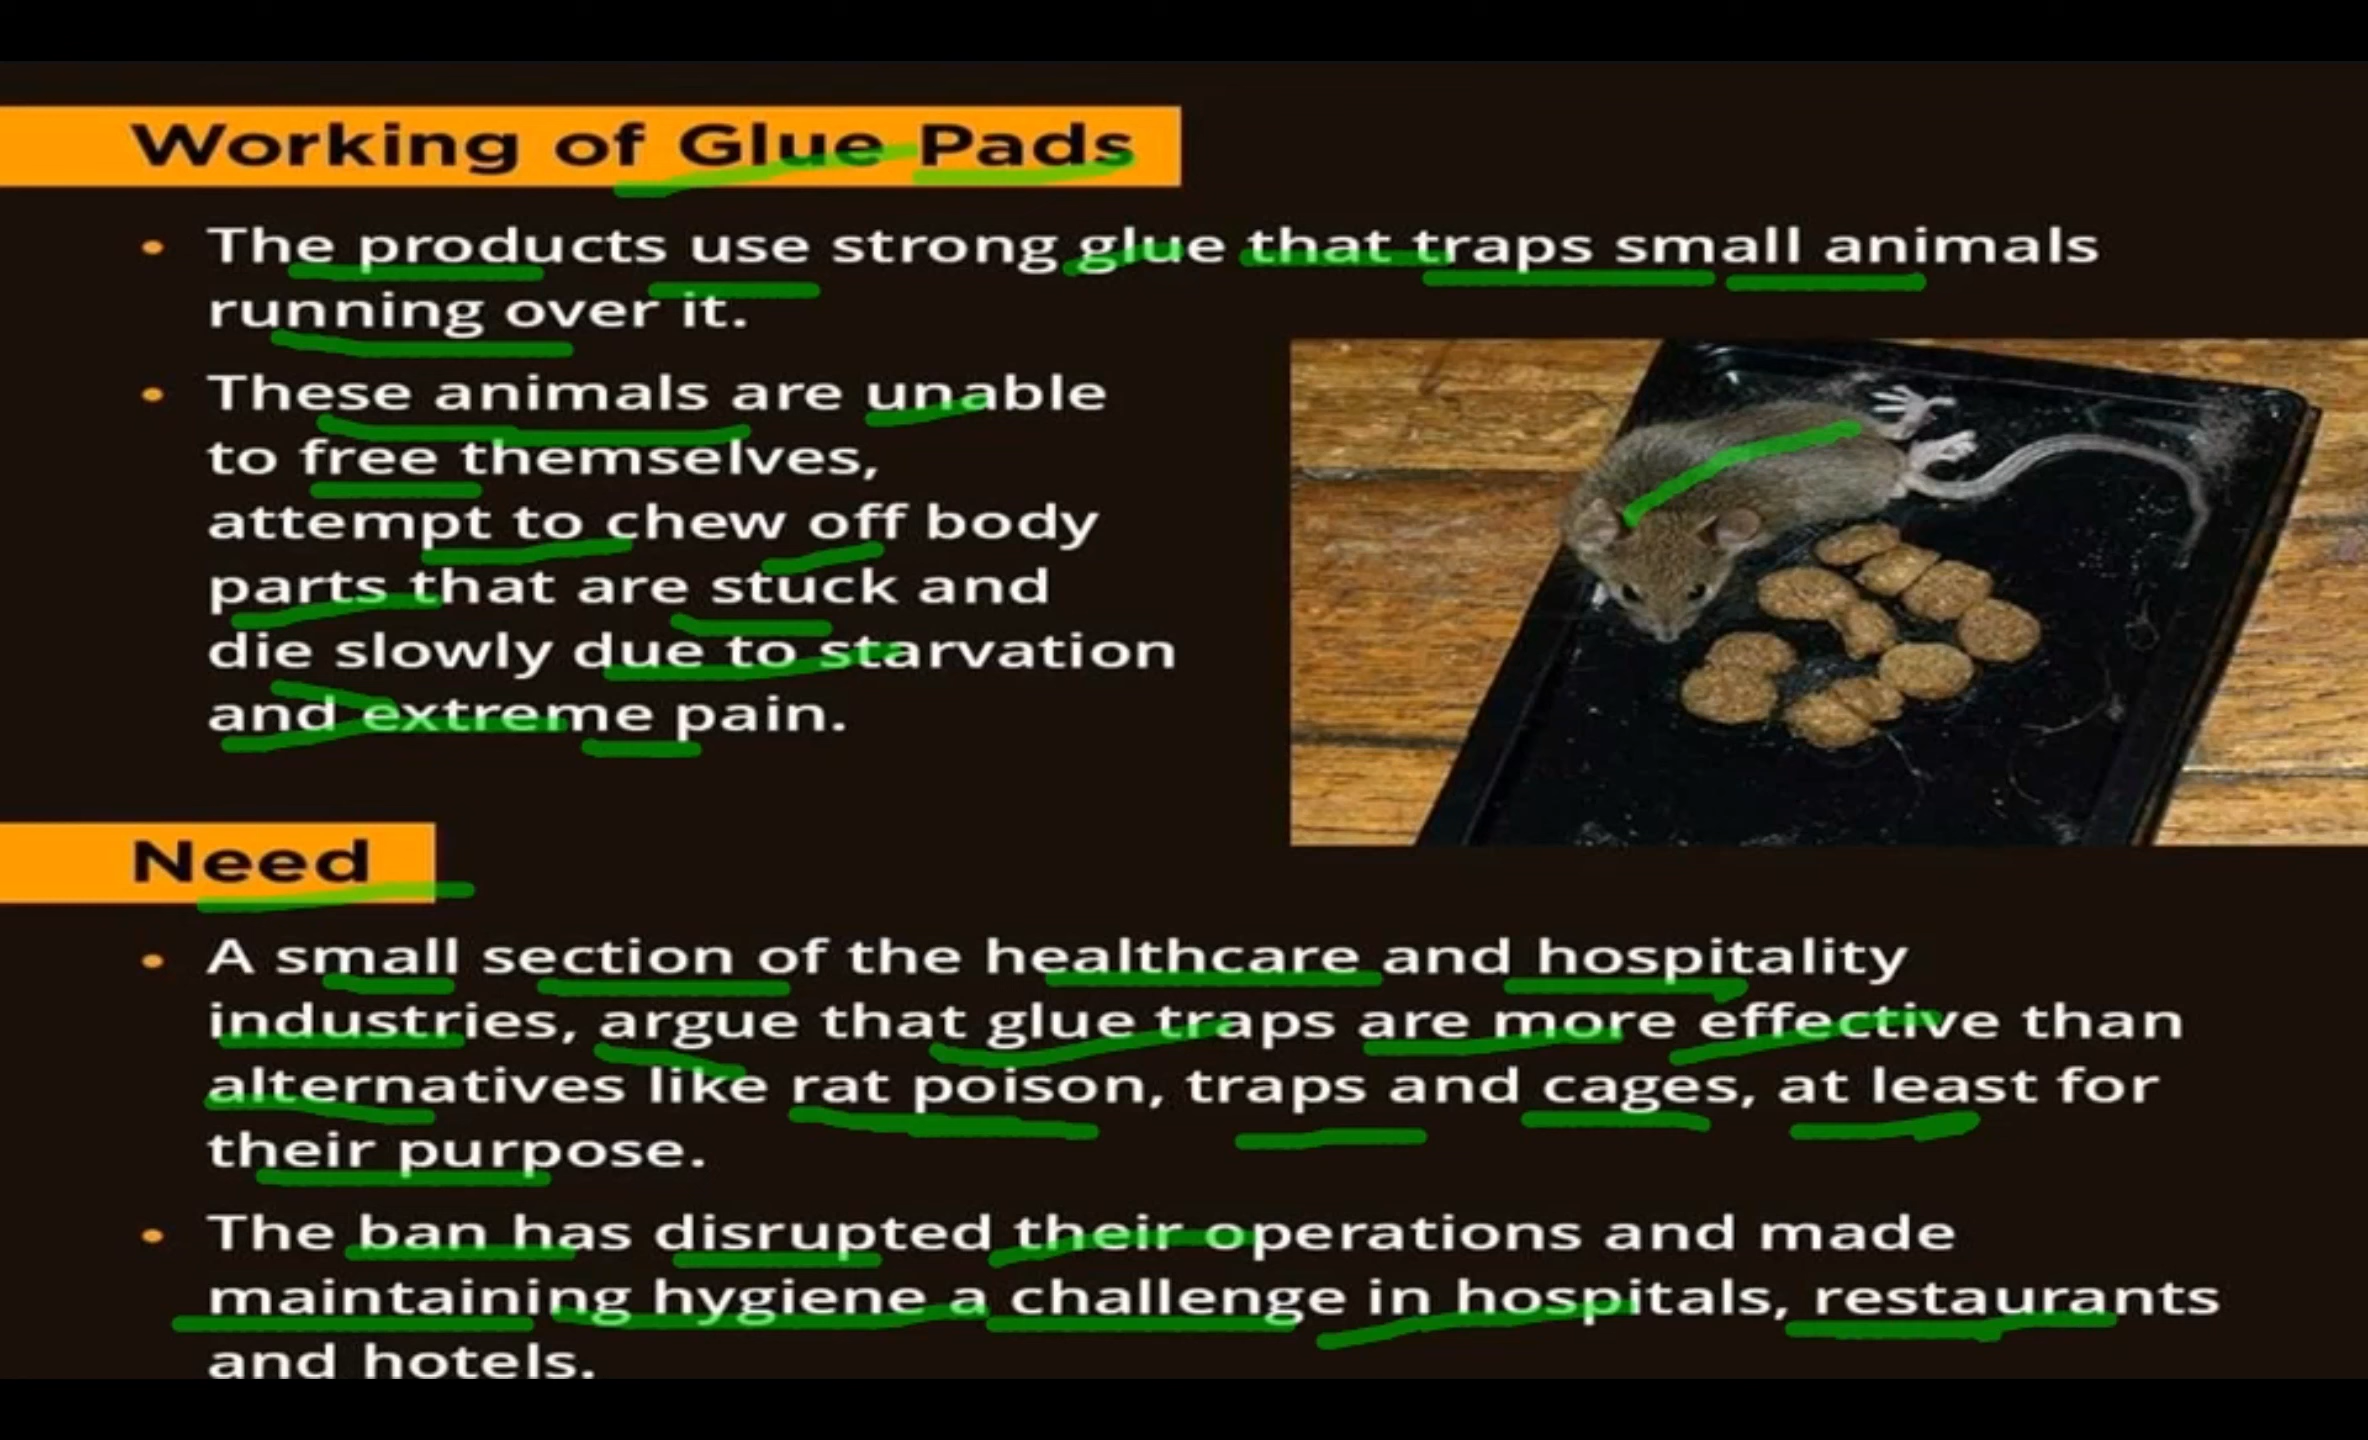 Working of Glue Pads
• The products use strong glue that traps small animals
running over it.
• These animals are unable
to free themselves,
attempt to chew off body
parts that are stuck and
die slowly due to starvation
and extreme pain.
Need
• A small section of the healthcare and hospitality
industries, argue that glue traps are more effective than
alternatives like rat poison, traps and cages, at least for
their purpose.
• The ban has disrupted their operations and made
maintaining hygiene a challenge in hospitals, restaurants
and hotels.